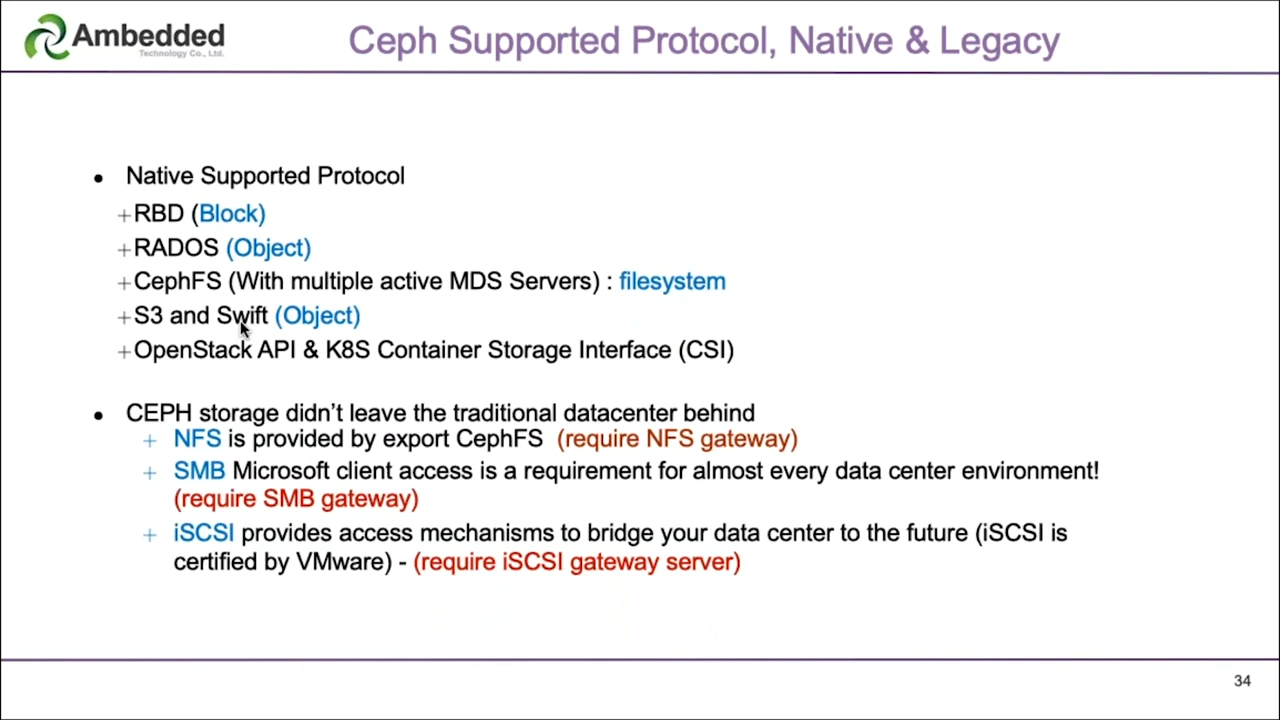 Ambedded
Technology Co., Ltd.
Ceph Supported Protocol, Native & Legacy
• Native Supported Protocol
+RBD (Block)
+RADOS (Object)
+CephFS (With multiple active MDS Servers) : filesystem
+S3 and Swift (Object)
+OpenStack API & K8S Container Storage Interface (CSI)
• CEPH storage didn’t leave the traditional datacenter behind
+ NFS is provided by export CephFS (require NFS gateway)
+ SMB Microsoft client access is a requirement for almost every data center environment!
(require SMB gateway)
+ iSCSI provides access mechanisms to bridge your data center to the future (iSCSI is
certified by VMware) - (require iSCSI gateway server)
34